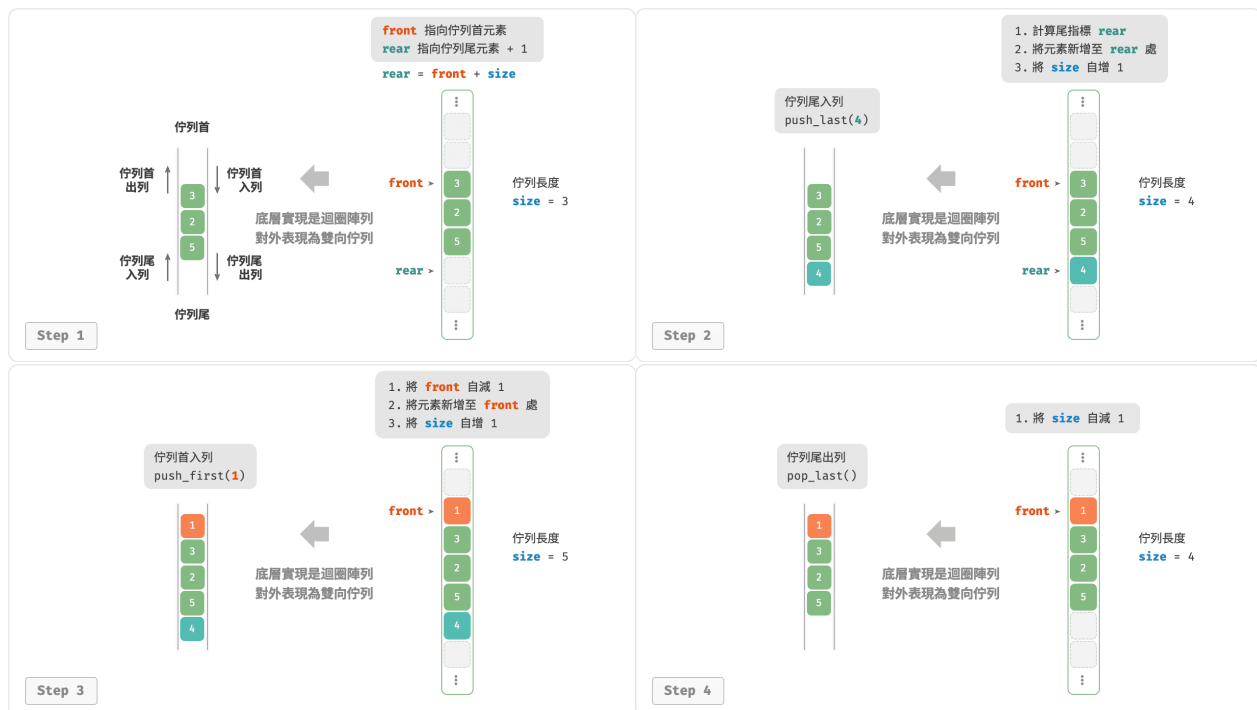 front 指向佇列首元素
rear 指向佇列尾元素 + 1
rear = front + size
⋮
佇列首
佇列首
出列
佇列首
入列
3
2
5
佇列尾
入列
佇列尾
出列
佇列尾
底層實現是迴圈陣列
對外表現為雙向佇列
front
3
2
5
rear
⋮
佇列長度
size = 3
Step 1
1. 計算尾指標 rear
2. 將元素新增至 rear 處
3. 將 size 自增 1
佇列尾入列
push_last(4)
3
2
5
4
底層實現是迴圈陣列
對外表現為雙向佇列
⋮
front
3
2
5
rear
4
⋮
佇列長度
size = 4
Step 2
1. 將 front 自減 1
2. 將元素新增至 front 處
3. 將 size 自增 1
佇列首入列
push_first(1)
1
3
2
5
4
底層實現是迴圈陣列
對外表現為雙向佇列
⋮
front
1
3
2
5
4
⋮
佇列長度
size = 5
Step 3
1. 將 size 自減 1
佇列尾出列
pop_last()
1
3
2
5
底層實現是迴圈陣列
對外表現為雙向佇列
⋮
front
1
3
2
5
⋮
佇列長度
size = 4
Step 4